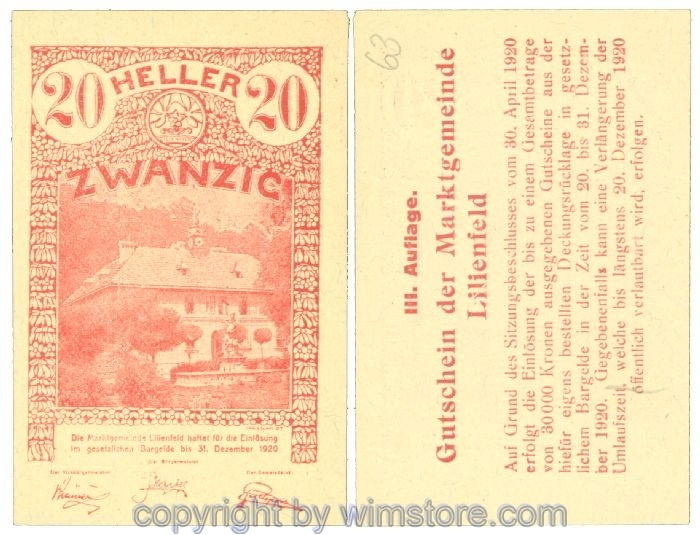 20 HELLER 20
ZWANZIG
Die Marktgemeinde Lilienfeld haftet für die Einlösung
im gesetzlichen Bargelde bis 31. Dezember 1920
Der Bürgermeister
Der Gemeinderat:
63
III. Auflage.
Gutschein der Marktgemeinde
Lilienfeld
Auf Grund des Sitzungsbeschlusses vom 30. April 1920
erfolgt die Einlösung der bis zu einem Gesamtbetrage
von 30000 Kronen ausgegebenen Gutscheine aus der
hiefür eigens bestellten Deckungsrücklage in gesetz-
lichem Bargelde in der Zeit vom 20. bis 31. Dezem-
ber 1920. Gegebenenfalls kann eine Verlängerung der
Umlaufszeit, welche bis längstens 20. Dezember 1920
öffentlich verlautbart wird, erfolgen.
copyright by wimstore.com